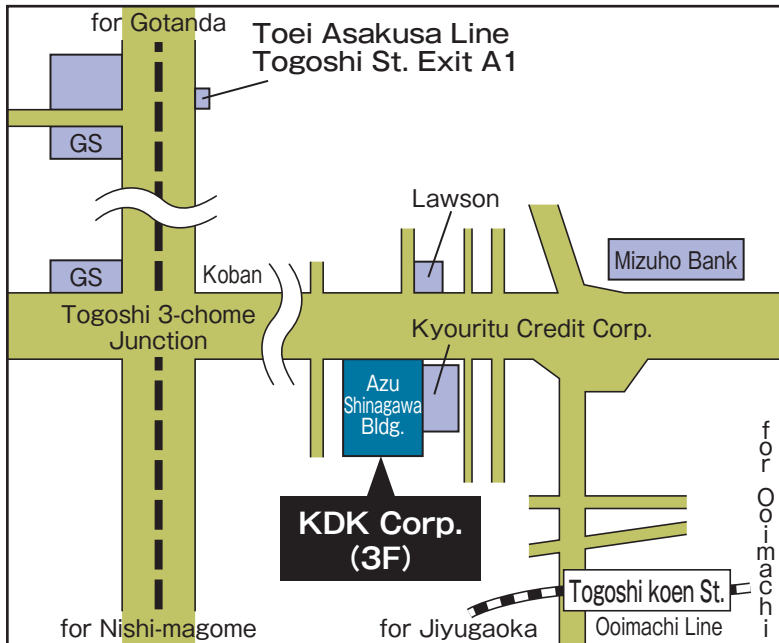 for Gotanda
Toei Asakusa Line
Togoshi St. Exit A1
GS
Lawson
GS
Koban
Mizuho Bank
Togoshi 3-chome
Junction
Kyouritu Credit Corp.
Azu
Shinagawa
Bldg.
for Ooimachi
KDK Corp.
(3F)
Togoshi koen St.
for Nishi-magome
for Jiyugaoka
Ooimachi Line